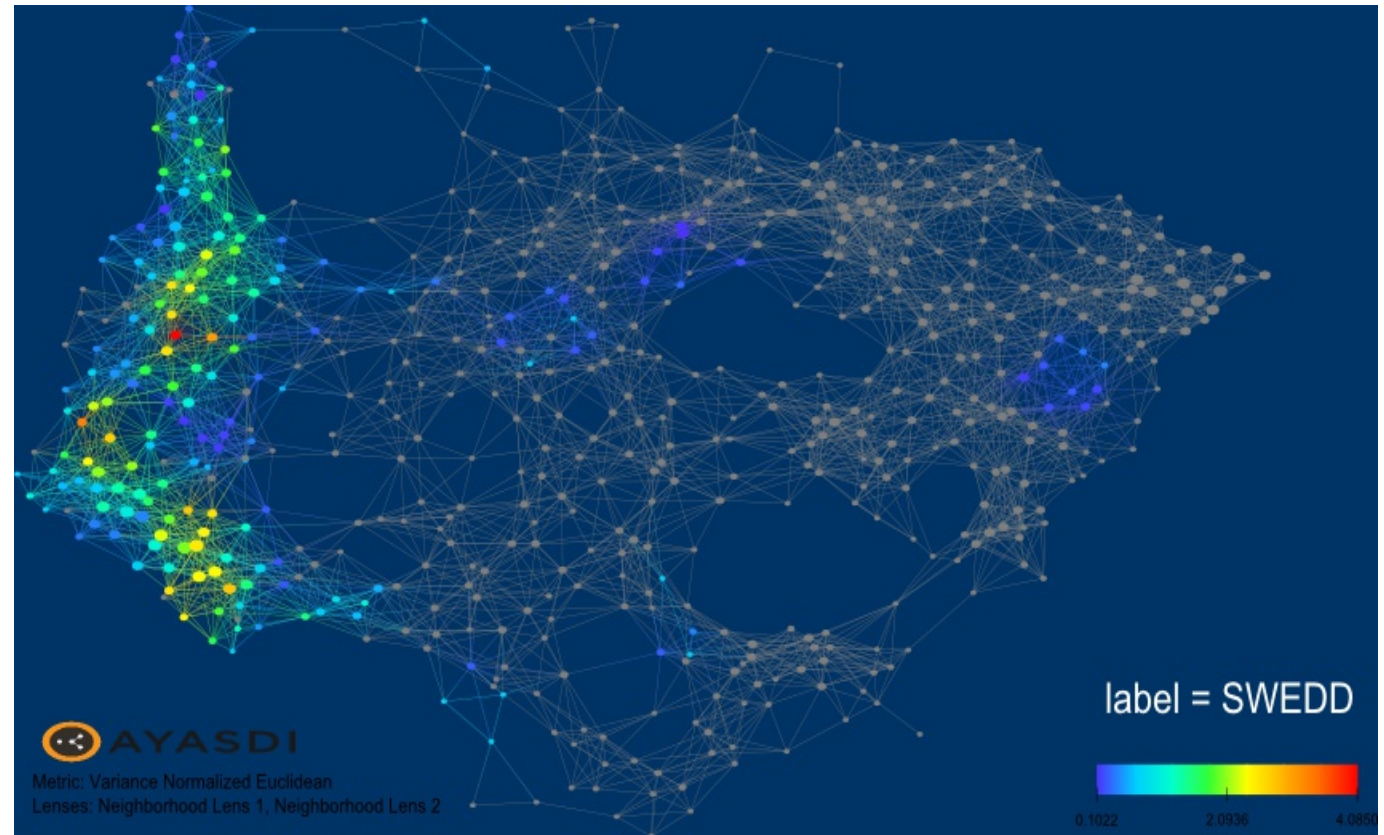 label = SWEDD
AYASDI
Metric: Variance Normalized Euclidean
Lenses: Neighborhood Lens 1, Neighborhood Lens 2
0.1022 2.0936 4.0850